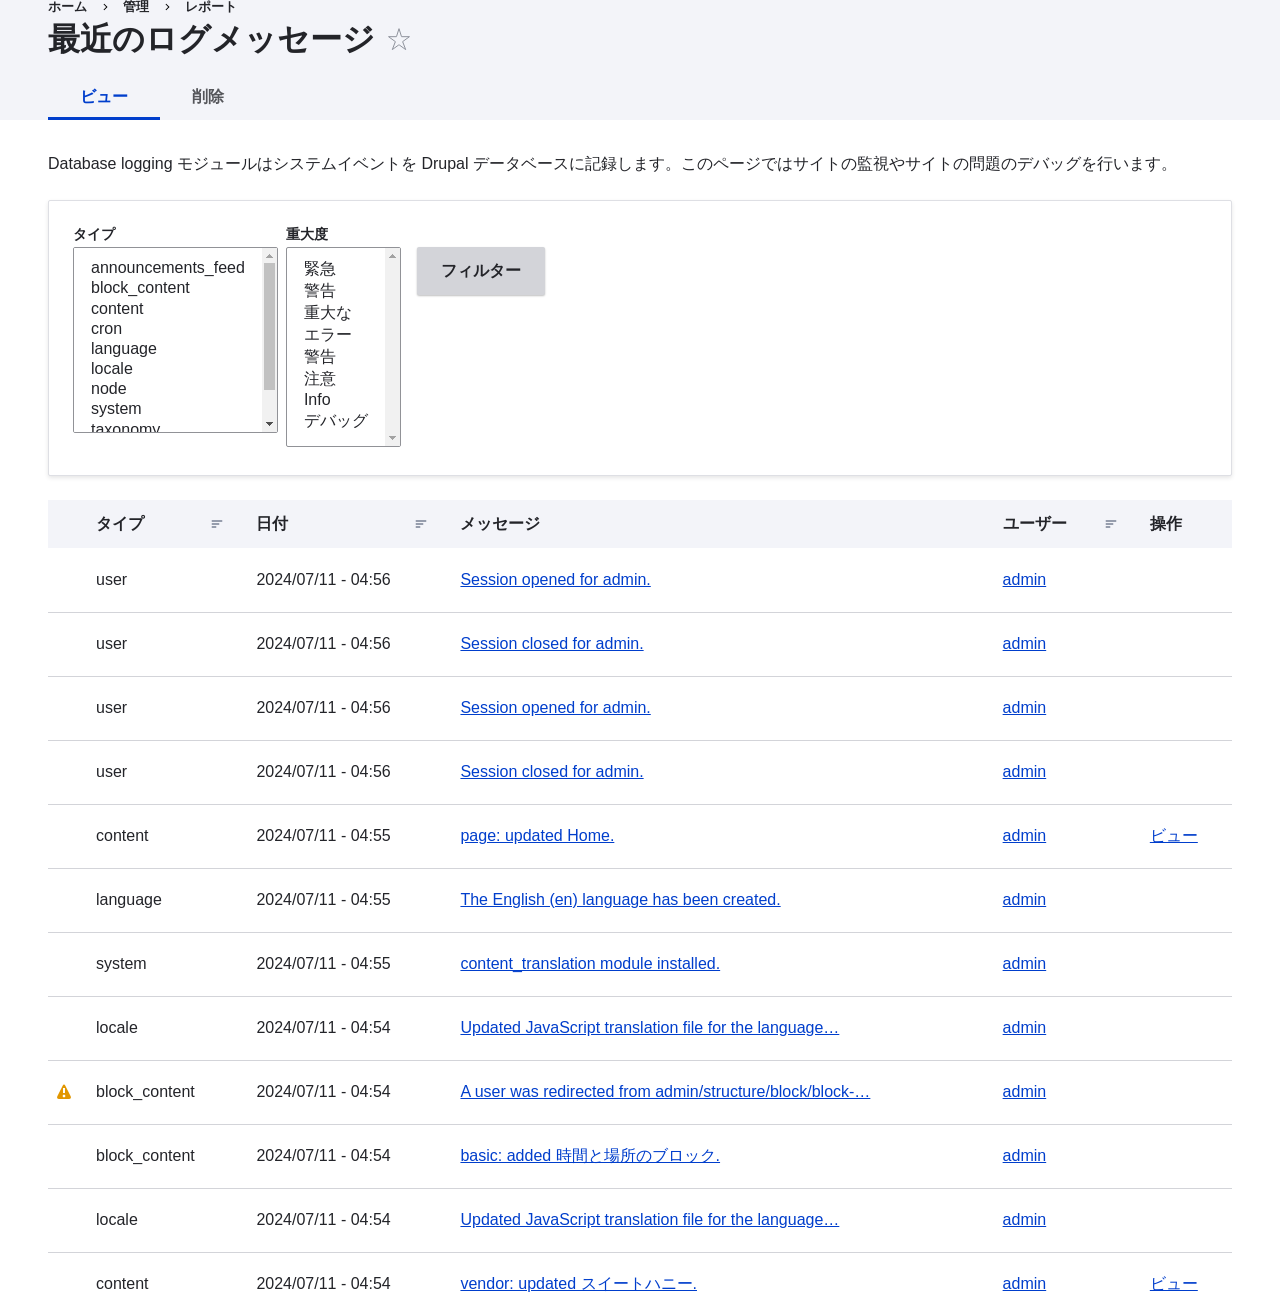 ホーム › 管理 › レポート
最近のログメッセージ ☆
ビュー 削除
Database logging モジュールはシステムイベントを Drupal データベースに記録します。このページではサイトの監視やサイトの問題のデバッグを行います。
タイプ
announcements_feed
block_content
content
cron
language
locale
node
system
taxonomy
重大度
緊急
警告
重大な
エラー
警告
注意
Info
デバッグ
フィルター
タイプ 日付 メッセージ ユーザー 操作
user 2024/07/11 - 04:56 Session opened for admin. admin
user 2024/07/11 - 04:56 Session closed for admin. admin
user 2024/07/11 - 04:56 Session opened for admin. admin
user 2024/07/11 - 04:56 Session closed for admin. admin
content 2024/07/11 - 04:55 page: updated Home. admin ビュー
language 2024/07/11 - 04:55 The English (en) language has been created. admin
system 2024/07/11 - 04:55 content_translation module installed. admin
locale 2024/07/11 - 04:54 Updated JavaScript translation file for the language… admin
block_content 2024/07/11 - 04:54 A user was redirected from admin/structure/block/block-… admin
block_content 2024/07/11 - 04:54 basic: added 時間と場所のブロック. admin
locale 2024/07/11 - 04:54 Updated JavaScript translation file for the language… admin
content 2024/07/11 - 04:54 vendor: updated スイートハニー. admin ビュー